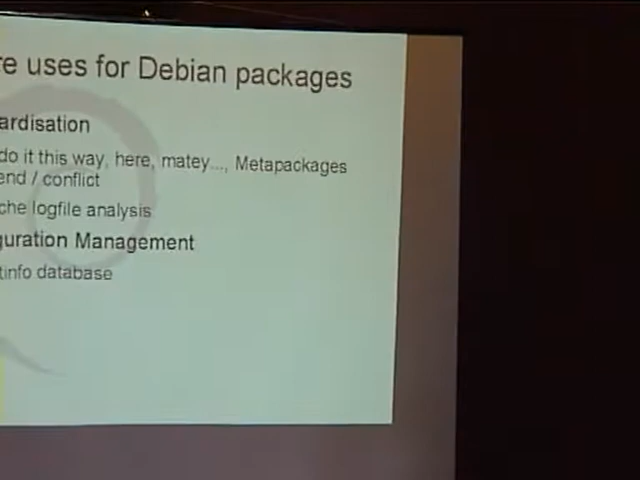 re uses for Debian packages
ardisation
do it this way, here, matey..., Metapackages
end / conflict
che logfile analysis
guration Management
tinfo database